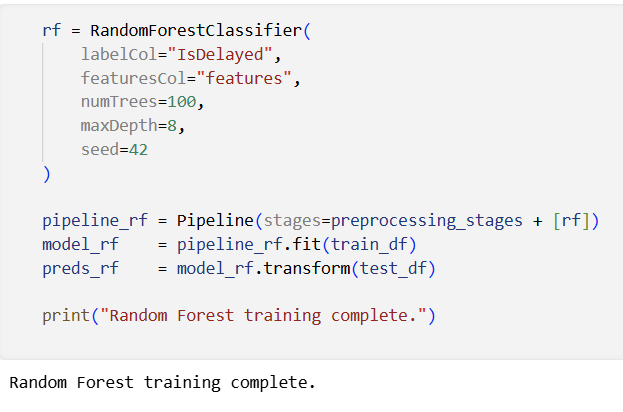 rf = RandomForestClassifier(
    labelCol="IsDelayed",
    featuresCol="features",
    numTrees=100,
    maxDepth=8,
    seed=42
)
pipeline_rf = Pipeline(stages=preprocessing_stages + [rf])
model_rf    = pipeline_rf.fit(train_df)
preds_rf    = model_rf.transform(test_df)
print("Random Forest training complete.")
Random Forest training complete.